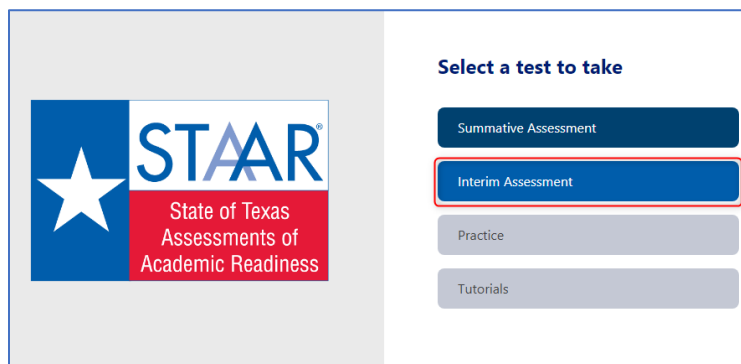 Select a test to take
STAAR®
State of Texas
Assessments of
Academic Readiness
Summative Assessment
Interim Assessment
Practice
Tutorials